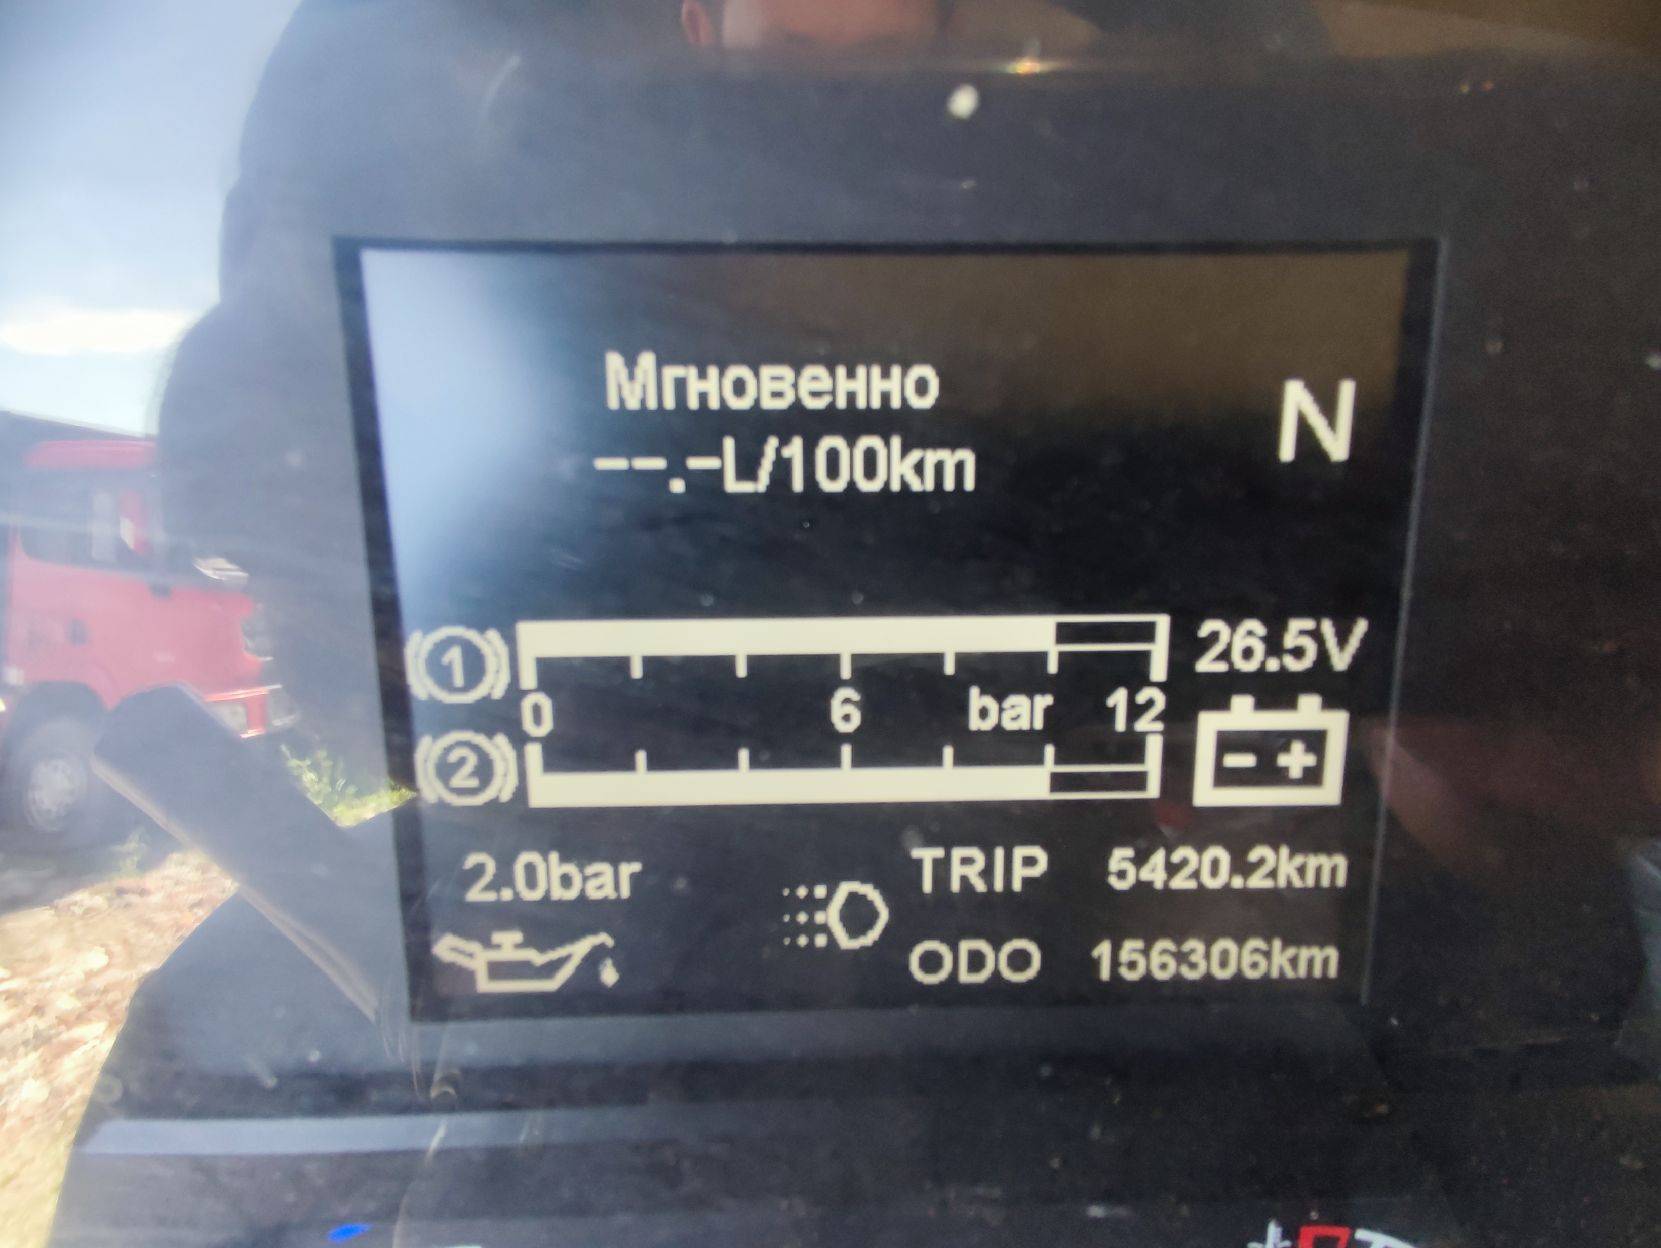 Мгновенно
N
--.-L/100km
1
26.5V
0 6 bar 12
2
- +
2.0bar
TRIP 5420.2km
ODO 156306km